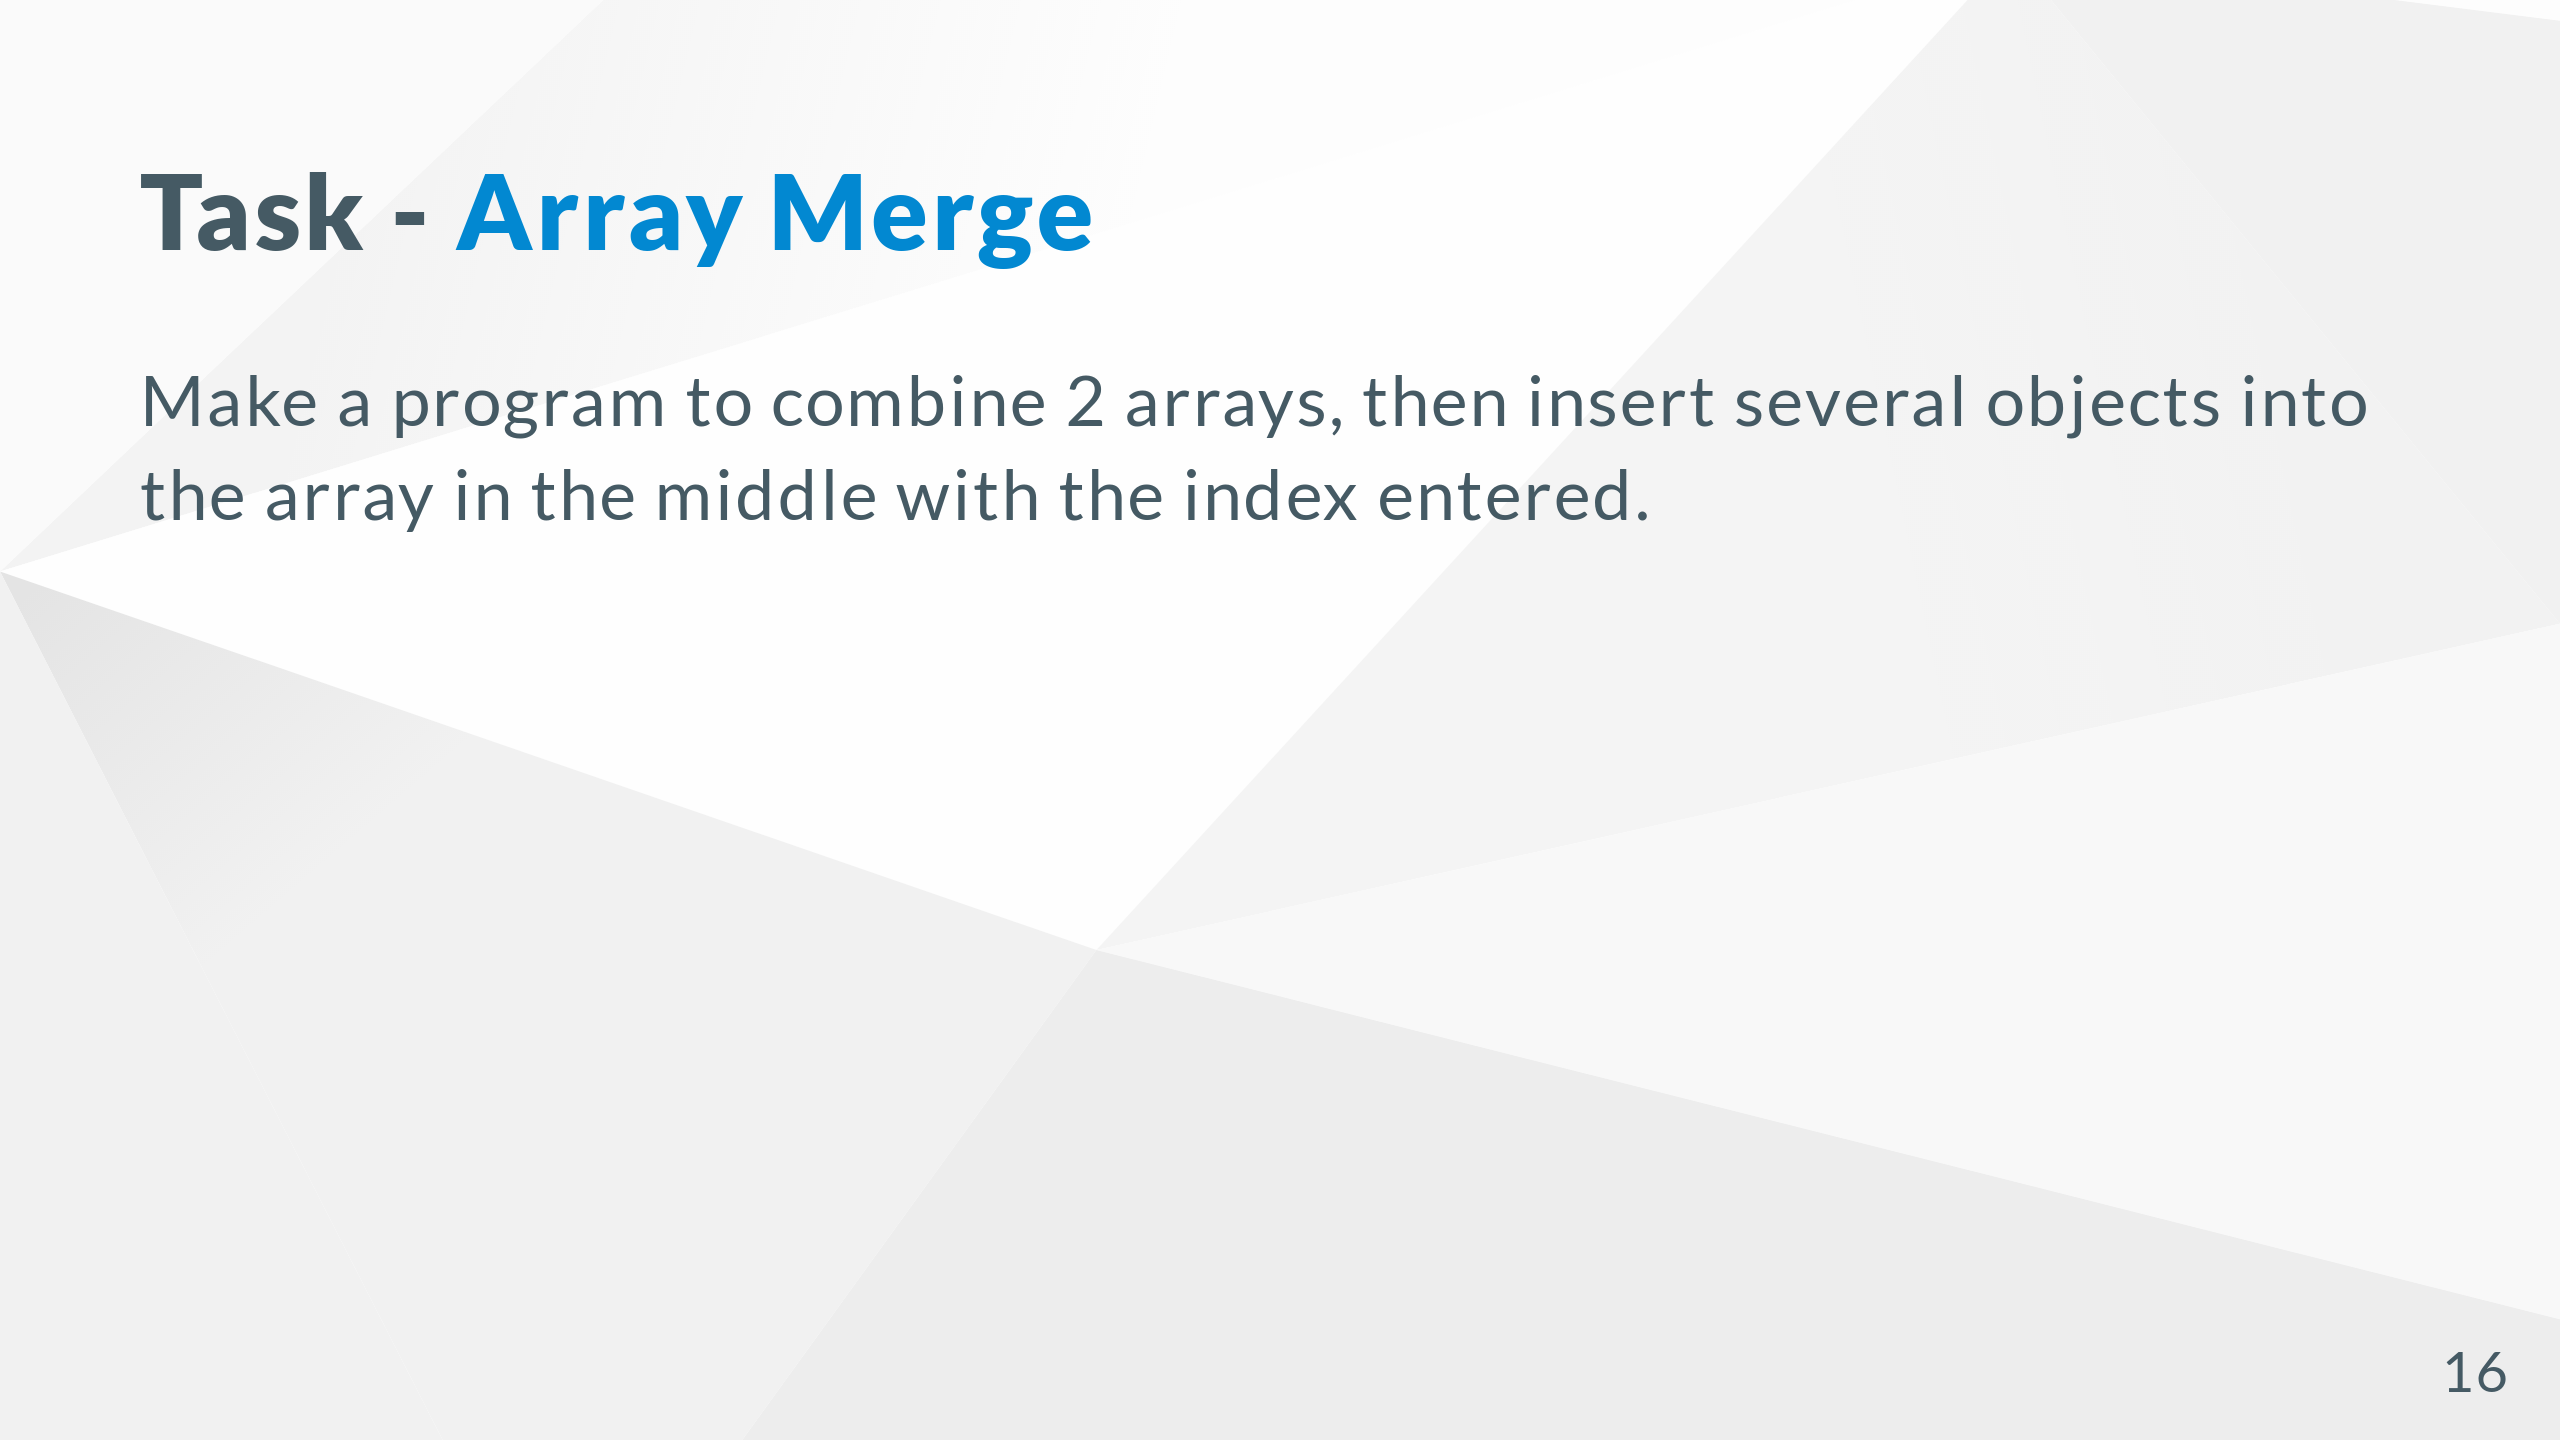 Task - Array Merge
Make a program to combine 2 arrays, then insert several objects into
the array in the middle with the index entered.
16